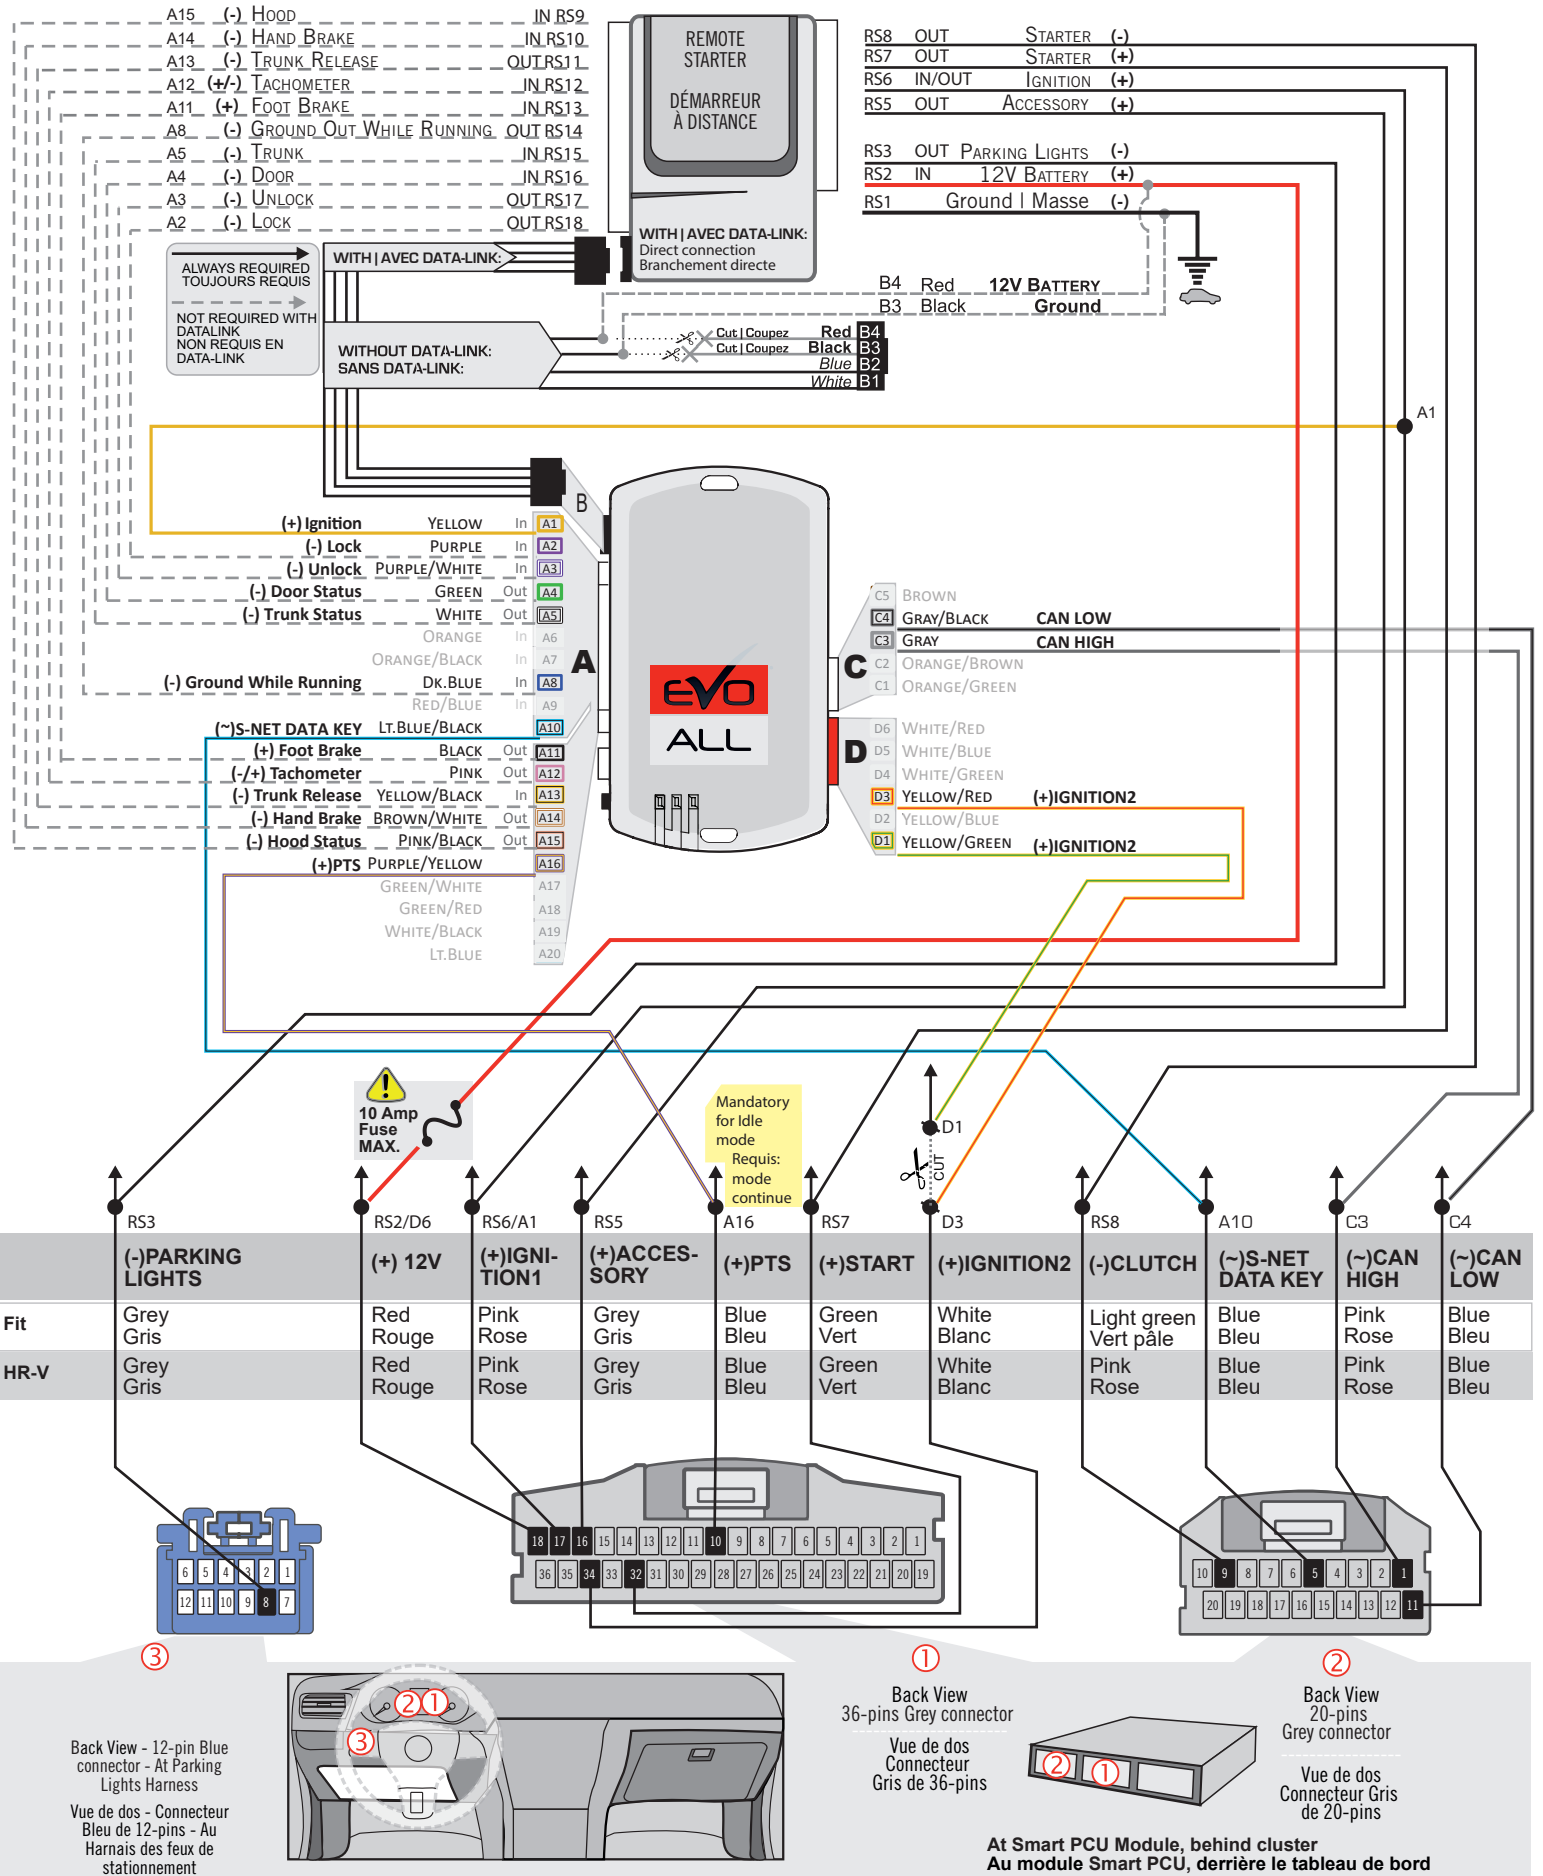 A15 (-) HOOD IN RS9
A14 (-) HAND BRAKE IN RS10
A13 (-) TRUNK RELEASE OUT RS11
A12 (+/-) TACHOMETER IN RS12
A11 (+) FOOT BRAKE IN RS13
A8 (-) GROUND OUT WHILE RUNNING OUT RS14
A5 (-) TRUNK IN RS15
A4 (-) DOOR IN RS16
A3 (-) UNLOCK OUT RS17
A2 (-) LOCK OUT RS18
REMOTE
STARTER
DÉMARREUR
À DISTANCE
WITH | AVEC DATA-LINK:
Direct connection
Branchement directe
RS8 OUT STARTER (-)
RS7 OUT STARTER (+)
RS6 IN/OUT IGNITION (+)
RS5 OUT ACCESSORY (+)
RS3 OUT PARKING LIGHTS (-)
RS2 IN 12V BATTERY (+)
RS1 Ground | Masse (-)
ALWAYS REQUIRED
TOUJOURS REQUIS
NOT REQUIRED WITH
DATALINK
NON REQUIS EN
DATA-LINK
WITH | AVEC DATA-LINK:
B4 Red 12V BATTERY
B3 Black Ground
WITHOUT DATA-LINK:
SANS DATA-LINK:
Cut | Coupez Red B4
Cut | Coupez Black B3
Blue B2
White B1
A1
B
(+) Ignition YELLOW In A1
(-) Lock PURPLE In A2
(-) Unlock PURPLE/WHITE In A3
(-) Door Status GREEN Out A4
(-) Trunk Status WHITE Out A5
ORANGE In A6
ORANGE/BLACK In A7
(-) Ground While Running DK.BLUE In A8
RED/BLUE In A9
(~)S-NET DATA KEY LT.BLUE/BLACK A10
(+) Foot Brake BLACK Out A11
(-/+) Tachometer PINK Out A12
(-) Trunk Release YELLOW/BLACK In A13
(-) Hand Brake BROWN/WHITE Out A14
(-) Hood Status PINK/BLACK Out A15
(+)PTS PURPLE/YELLOW A16
GREEN/WHITE A17
GREEN/RED A18
WHITE/BLACK A19
LT.BLUE A20
A
EVO
ALL
C
C5 BROWN
C4 GRAY/BLACK CAN LOW
C3 GRAY CAN HIGH
C2 ORANGE/BROWN
C1 ORANGE/GREEN
D
D6 WHITE/RED
D5 WHITE/BLUE
D4 WHITE/GREEN
D3 YELLOW/RED (+)IGNITION2
D2 YELLOW/BLUE
D1 YELLOW/GREEN (+)IGNITION2
10 Amp
Fuse
MAX.
Mandatory
for Idle
mode
Requis:
mode
continue
D1
CUT
RS3 RS2/D6 RS6/A1 RS5 A16 RS7 D3 RS8 A10 C3 C4
(-)PARKING LIGHTS (+) 12V (+)IGNI-TION1 (+)ACCES-SORY (+)PTS (+)START (+)IGNITION2 (-)CLUTCH (~)S-NET DATA KEY (~)CAN HIGH (~)CAN LOW
Fit
Grey Red Pink Grey Blue Green White Light green Blue Pink Blue
Gris Rouge Rose Gris Bleu Vert Blanc Vert pâle Bleu Rose Bleu
HR-V
Grey Red Pink Grey Blue Green White Pink Blue Pink Blue
Gris Rouge Rose Gris Bleu Vert Blanc Rose Bleu Rose Bleu
6 5 4 3 2 1
12 11 10 9 8 7
18 17 16 15 14 13 12 11 10 9 8 7 6 5 4 3 2 1
36 35 34 33 32 31 30 29 28 27 26 25 24 23 22 21 20 19
10 9 8 7 6 5 4 3 2 1
20 19 18 17 16 15 14 13 12 11
3
Back View - 12-pin Blue
connector - At Parking
Lights Harness
Vue de dos - Connecteur
Bleu de 12-pins - Au
Harnais des feux de
stationnement
2 1
3
1
Back View
36-pins Grey connector
Vue de dos
Connecteur
Gris de 36-pins
2 1
2
Back View
20-pins
Grey connector
Vue de dos
Connecteur Gris
de 20-pins
At Smart PCU Module, behind cluster
Au module Smart PCU, derrière le tableau de bord